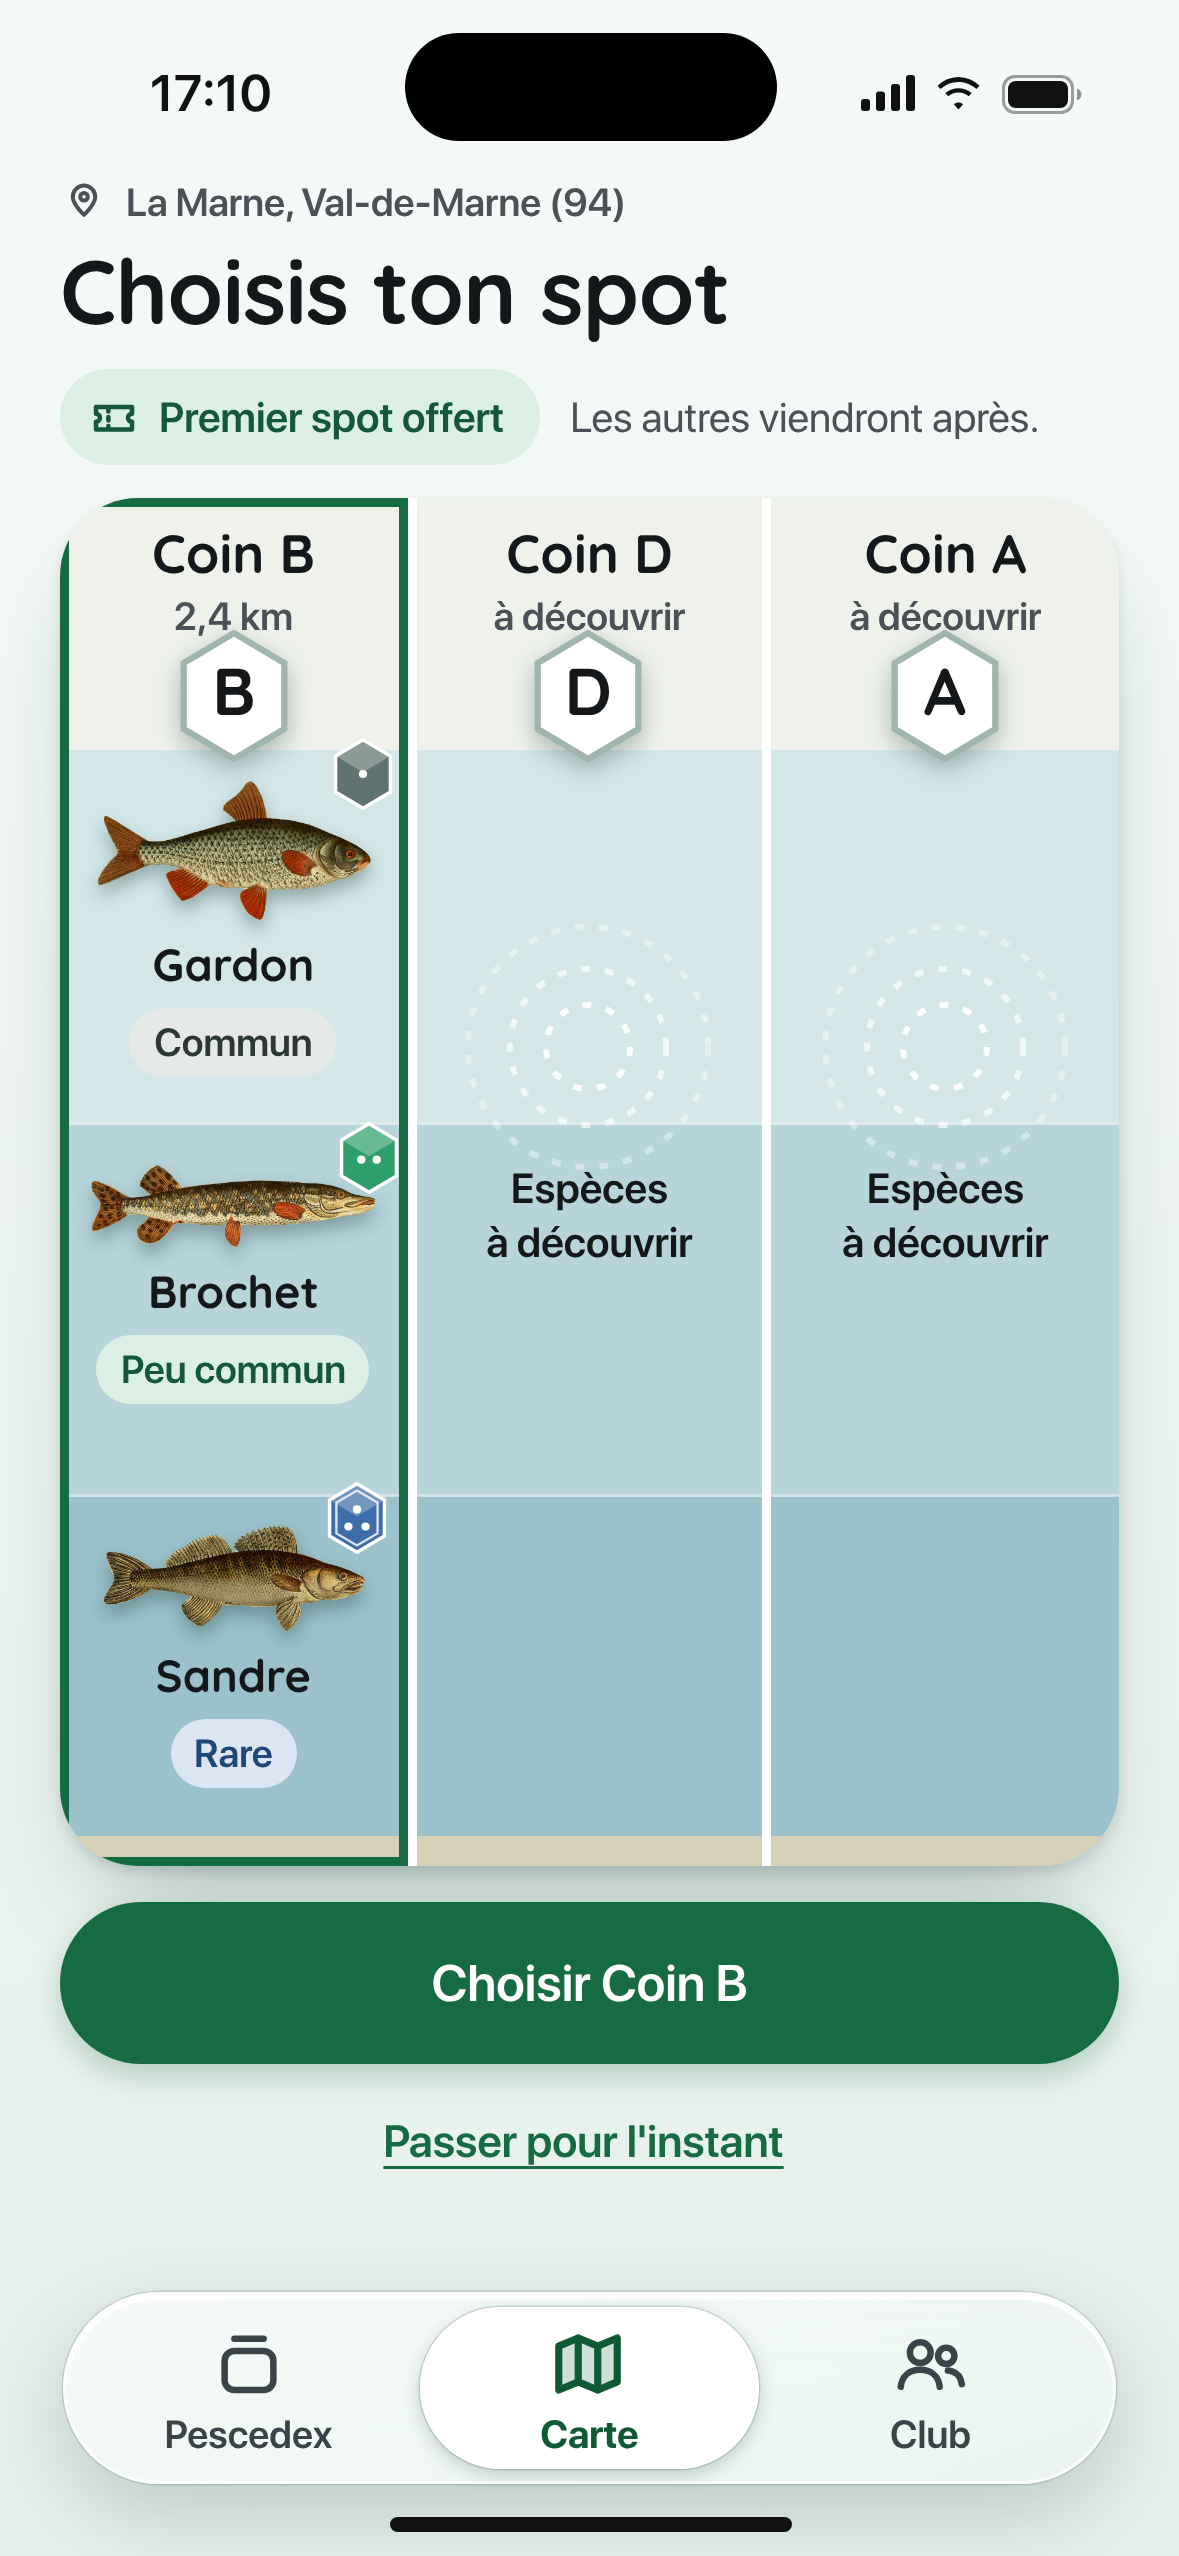 17:10
La Marne, Val-de-Marne (94)
Choisis ton spot
Premier spot offert
Les autres viendront après.
Coin B
2,4 km
B
Gardon
Commun
Brochet
Peu commun
Sandre
Rare
Coin D
à découvrir
D
Espèces
à découvrir
Coin A
à découvrir
A
Espèces
à découvrir
Choisir Coin B
Passer pour l'instant
Pescedex
Carte
Club